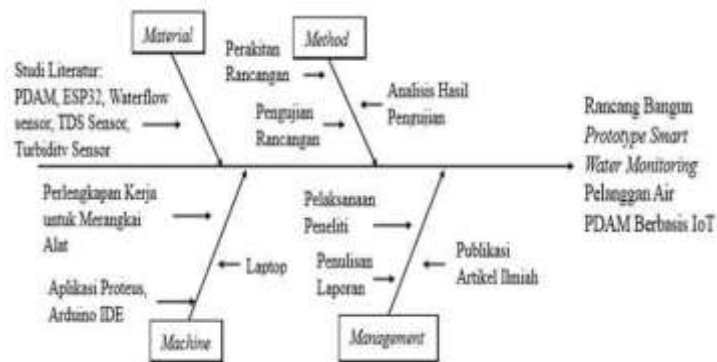 Material
Method
Studi Literatur:
PDAM, ESP32, Waterflow
sensor, TDS Sensor,
Turbidity Sensor
Perakitan
Rancangan
Pengujian
Rancangan
Analisis Hasil
Pengujian
Rancang Bangun
Prototype Smart
Water Monitoring
Pelanggan Air
PDAM Berbasis IoT
Perlengkapan Kerja
untuk Merangkai
Alat
Laptop
Aplikasi Proteus,
Arduino IDE
Machine
Pelaksanaan
Peneliti
Penulisan
Laporan
Publikasi
Artikel Ilmiah
Management